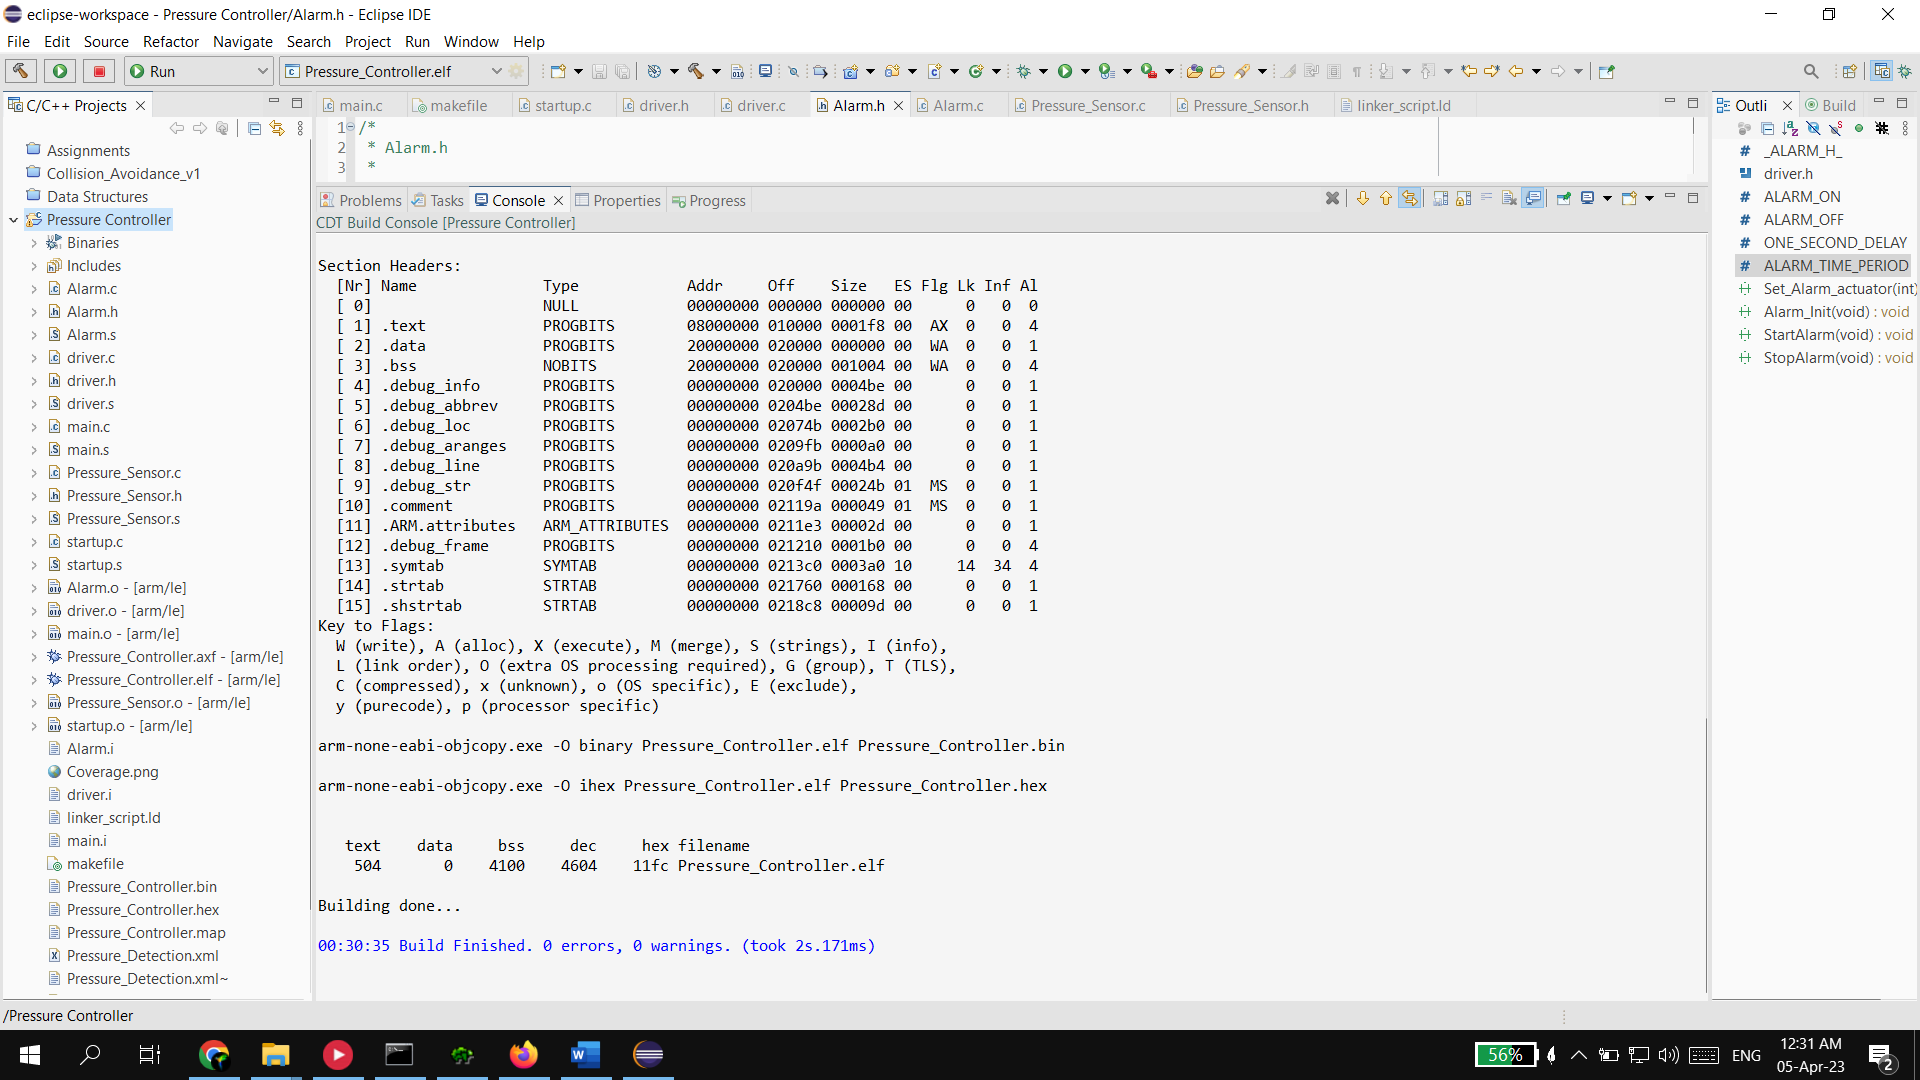 eclipse-workspace - Pressure Controller/Alarm.h - Eclipse IDE
File Edit Source Refactor Navigate Search Project Run Window Help
Run Pressure_Controller.elf
C/C++ Projects
main.c makefile startup.c driver.h driver.c Alarm.h Alarm.c Pressure_Sensor.c Pressure_Sensor.h linker_script.ld
Outli Build
Assignments
Collision_Avoidance_v1
Data Structures
Pressure Controller
Binaries
Includes
Alarm.c
Alarm.h
Alarm.s
driver.c
driver.h
driver.s
main.c
main.s
Pressure_Sensor.c
Pressure_Sensor.h
Pressure_Sensor.s
startup.c
startup.s
Alarm.o - [arm/le]
driver.o - [arm/le]
main.o - [arm/le]
Pressure_Controller.axf - [arm/le]
Pressure_Controller.elf - [arm/le]
Pressure_Sensor.o - [arm/le]
startup.o - [arm/le]
Alarm.i
Coverage.png
driver.i
linker_script.ld
main.i
makefile
Pressure_Controller.bin
Pressure_Controller.hex
Pressure_Controller.map
Pressure_Detection.xml
Pressure_Detection.xml~
1 /*
2 * Alarm.h
3 *
Problems Tasks Console Properties Progress
CDT Build Console [Pressure Controller]
Section Headers:
[Nr] Name Type Addr Off Size ES Flg Lk Inf Al
[ 0] NULL 00000000 000000 000000 00 0 0 0
[ 1] .text PROGBITS 08000000 010000 0001f8 00 AX 0 0 4
[ 2] .data PROGBITS 20000000 020000 000000 00 WA 0 0 1
[ 3] .bss NOBITS 20000000 020000 001004 00 WA 0 0 4
[ 4] .debug_info PROGBITS 00000000 020000 0004be 00 0 0 1
[ 5] .debug_abbrev PROGBITS 00000000 0204be 00028d 00 0 0 1
[ 6] .debug_loc PROGBITS 00000000 02074b 0002b0 00 0 0 1
[ 7] .debug_aranges PROGBITS 00000000 0209fb 0000a0 00 0 0 1
[ 8] .debug_line PROGBITS 00000000 020a9b 0004b4 00 0 0 1
[ 9] .debug_str PROGBITS 00000000 020f4f 00024b 01 MS 0 0 1
[10] .comment PROGBITS 00000000 02119a 000049 01 MS 0 0 1
[11] .ARM.attributes ARM_ATTRIBUTES 00000000 0211e3 00002d 00 0 0 1
[12] .debug_frame PROGBITS 00000000 021210 0001b0 00 0 0 4
[13] .symtab SYMTAB 00000000 0213c0 0003a0 10 14 34 4
[14] .strtab STRTAB 00000000 021760 000168 00 0 0 1
[15] .shstrtab STRTAB 00000000 0218c8 00009d 00 0 0 1
Key to Flags:
W (write), A (alloc), X (execute), M (merge), S (strings), I (info),
L (link order), O (extra OS processing required), G (group), T (TLS),
C (compressed), x (unknown), o (OS specific), E (exclude),
y (purecode), p (processor specific)
arm-none-eabi-objcopy.exe -O binary Pressure_Controller.elf Pressure_Controller.bin
arm-none-eabi-objcopy.exe -O ihex Pressure_Controller.elf Pressure_Controller.hex
text data bss dec hex filename
504 0 4100 4604 11fc Pressure_Controller.elf
Building done...
00:30:35 Build Finished. 0 errors, 0 warnings. (took 2s.171ms)
_ALARM_H_
driver.h
ALARM_ON
ALARM_OFF
ONE_SECOND_DELAY
ALARM_TIME_PERIOD
Set_Alarm_actuator(int)
Alarm_Init(void) : void
StartAlarm(void) : void
StopAlarm(void) : void
/Pressure Controller
56% ENG 12:31 AM
05-Apr-23
2